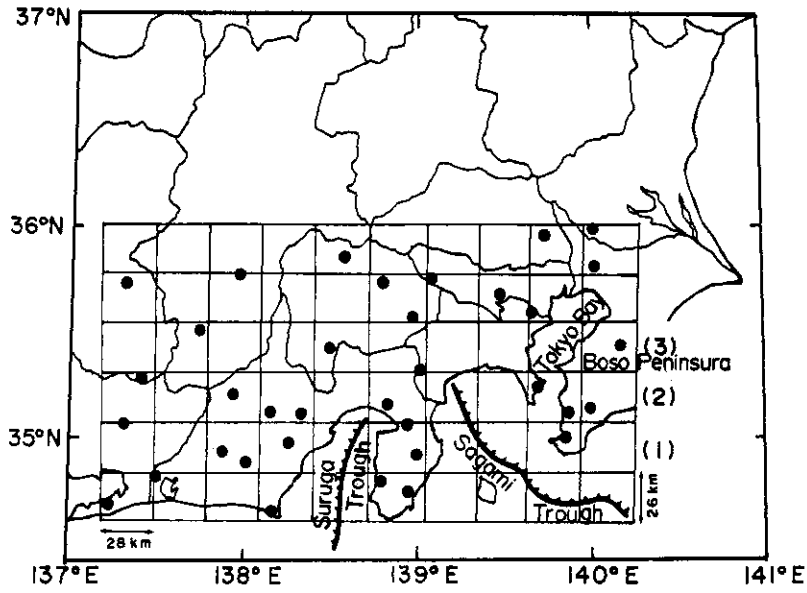 37°N
36°N
Tokyo Bay
(3)
Boso Peninsura
(2)
35°N
(1)
Sagami
Suruga
Trough
Trough
26 km
28 km
137°E
138°E
139°E
140°E
141°E